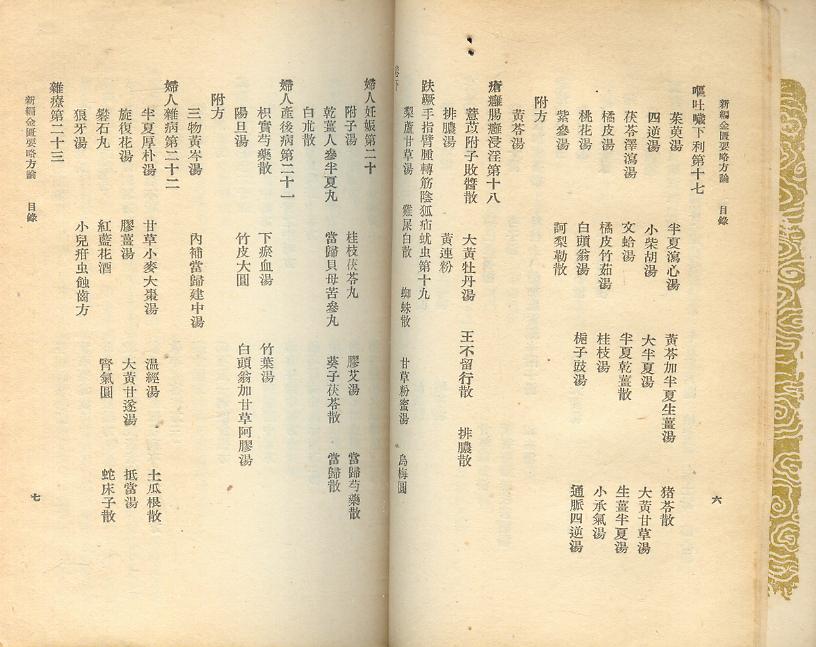 新編金匱要略方論 目錄
嘔吐噦下利第十七
茱萸湯 半夏瀉心湯 黃芩加半夏生薑湯 猪苓散
四逆湯 小柴胡湯 大半夏湯 大黃甘草湯
茯苓澤瀉湯 文蛤湯 半夏乾薑散 生薑半夏湯
橘皮湯 橘皮竹茹湯 桂枝湯 小承氣湯
桃花湯 白頭翁湯 梔子豉湯 通脈四逆湯
紫參湯 訶梨勒散
附方
黃芩湯
瘡癰腸癰浸淫第十八
薏苡附子敗醬散 大黃牡丹湯 王不留行散 排膿散
排膿湯 黃連粉
趺蹶手指臂腫轉筋陰狐疝蚘虫第十九
藜蘆甘草湯 雞屎白散 蜘蛛散 甘草粉蜜湯 烏梅圓
六
婦人妊娠第二十
附子湯 桂枝茯苓丸 膠艾湯 當歸芍藥散
乾薑人參半夏丸 當歸貝母苦參丸 葵子茯苓散 當歸散
白朮散
婦人產後病第二十一
枳實芍藥散 下瘀血湯 竹葉湯
陽旦湯 竹皮大圓 白頭翁加甘草阿膠湯
附方
三物黃芩湯 內補當歸建中湯
婦人雜病第二十二
半夏厚朴湯 甘草小麥大棗湯 溫經湯 土瓜根散
旋復花湯 膠薑湯 大黃甘遂湯 抵當湯
礬石丸 紅藍花酒 腎氣圓 蛇床子散
狼牙湯 小兒疳虫蝕齒方
雜療第二十三
新編金匱要略方論 目錄
七